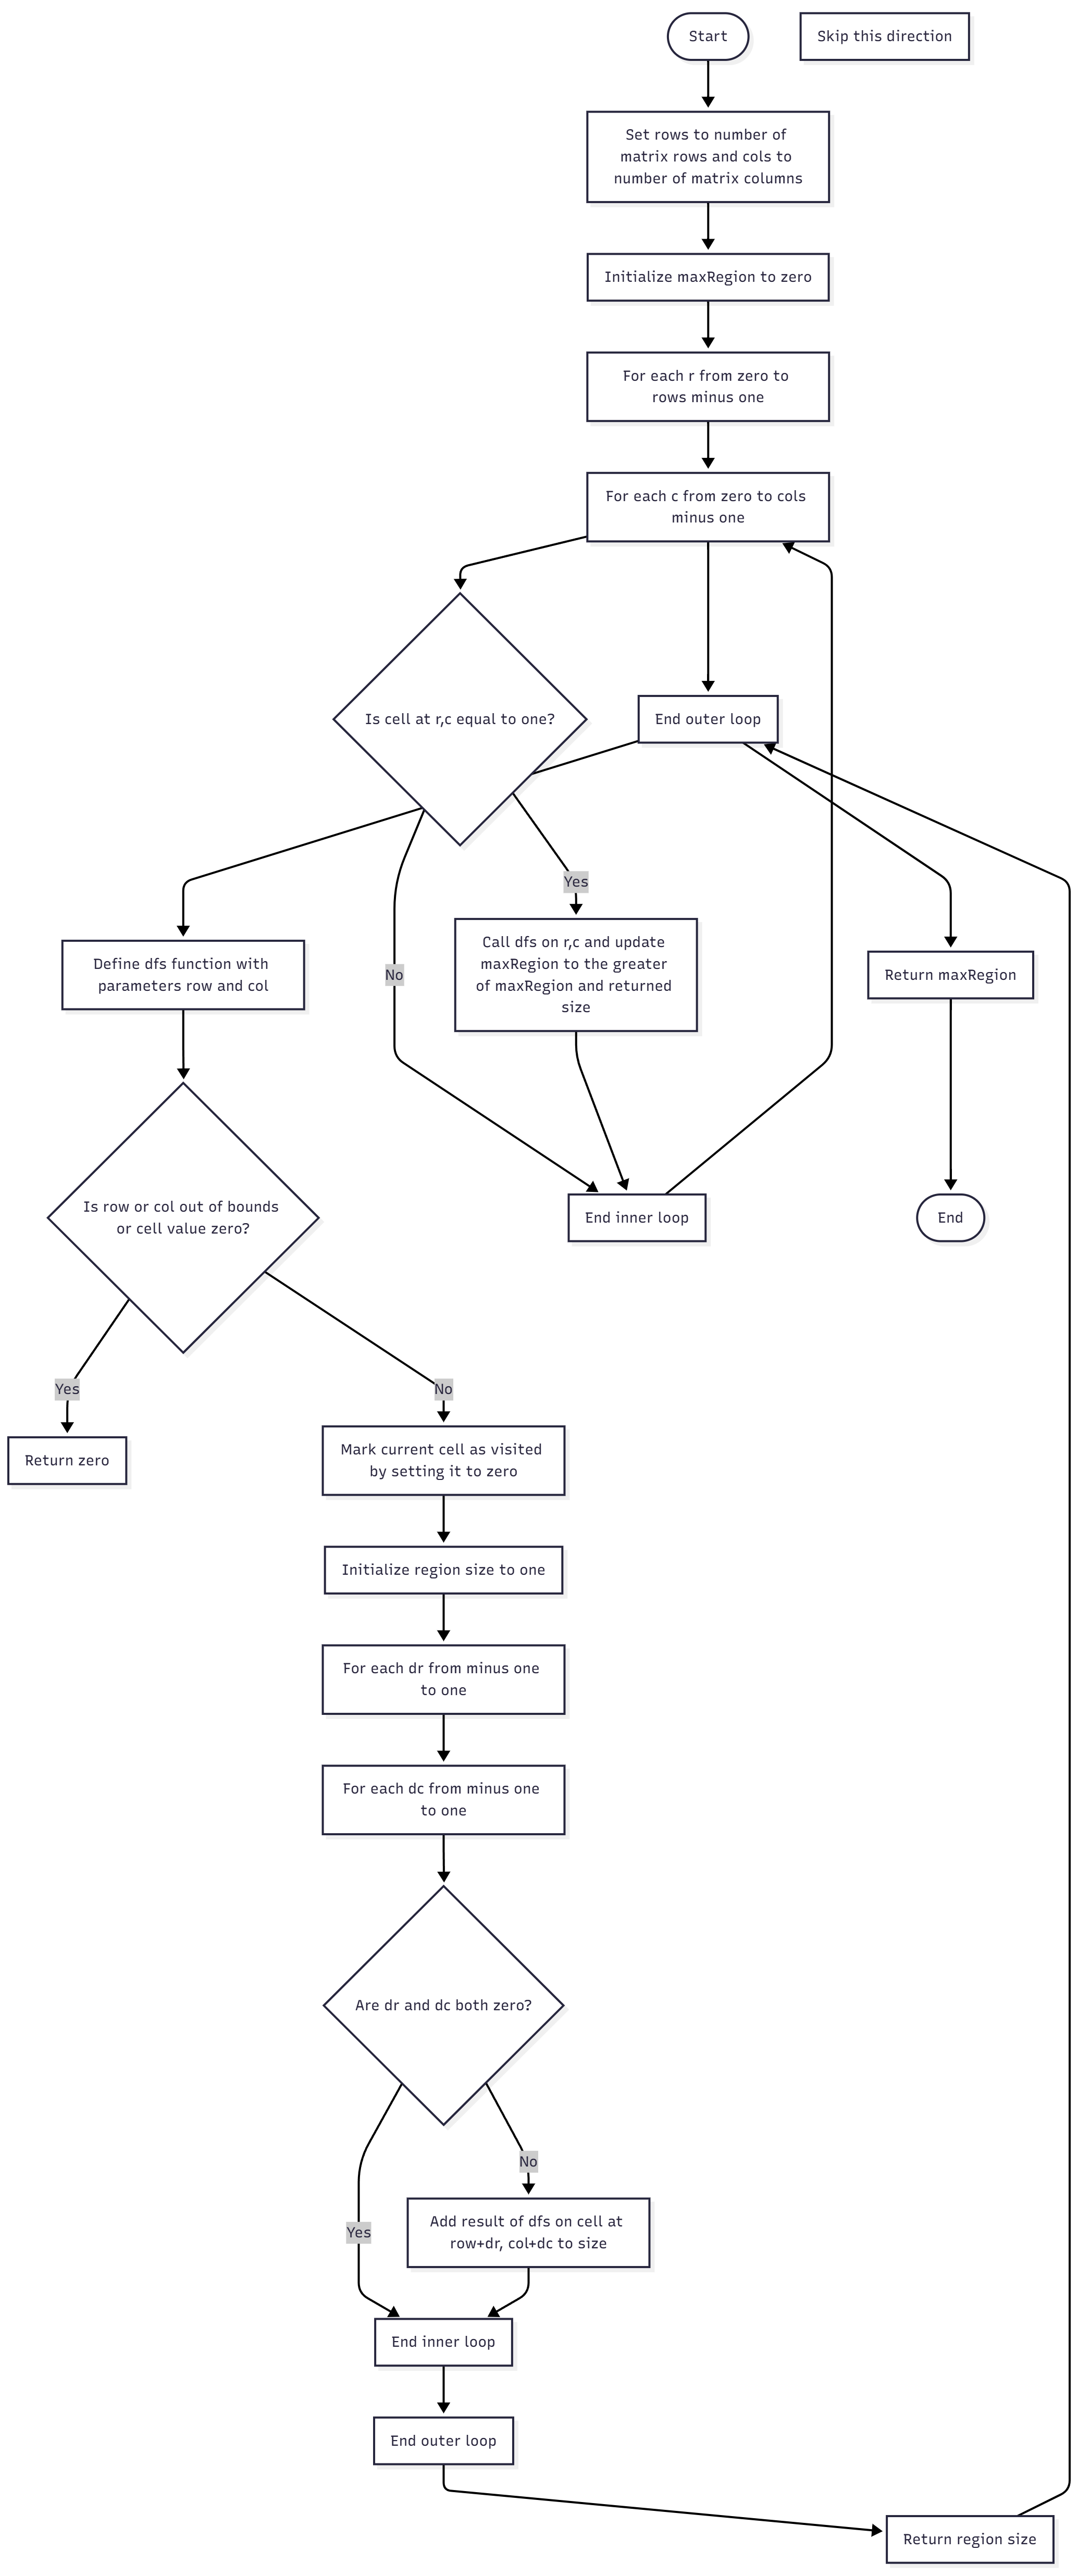 Start
Skip this direction
Set rows to number of
matrix rows and cols to
number of matrix columns
Initialize maxRegion to zero
For each r from zero to
rows minus one
For each c from zero to cols
minus one
Is cell at r,c equal to one?
End outer loop
Yes
Define dfs function with
parameters row and col
No
Call dfs on r,c and update
maxRegion to the greater
of maxRegion and returned
size
Return maxRegion
Is row or col out of bounds
or cell value zero?
End inner loop
End
Yes
No
Return zero
Mark current cell as visited
by setting it to zero
Initialize region size to one
For each dr from minus one
to one
For each dc from minus one
to one
Are dr and dc both zero?
No
Yes
Add result of dfs on cell at
row+dr, col+dc to size
End inner loop
End outer loop
Return region size